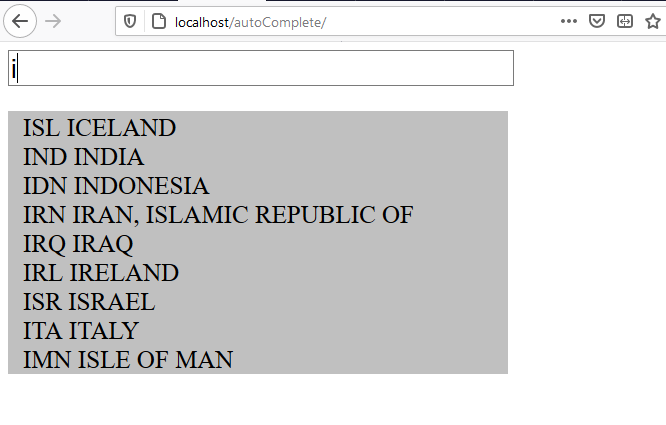 localhost/autoComplete/
i
ISL ICELAND
IND INDIA
IDN INDONESIA
IRN IRAN, ISLAMIC REPUBLIC OF
IRQ IRAQ
IRL IRELAND
ISR ISRAEL
ITA ITALY
IMN ISLE OF MAN